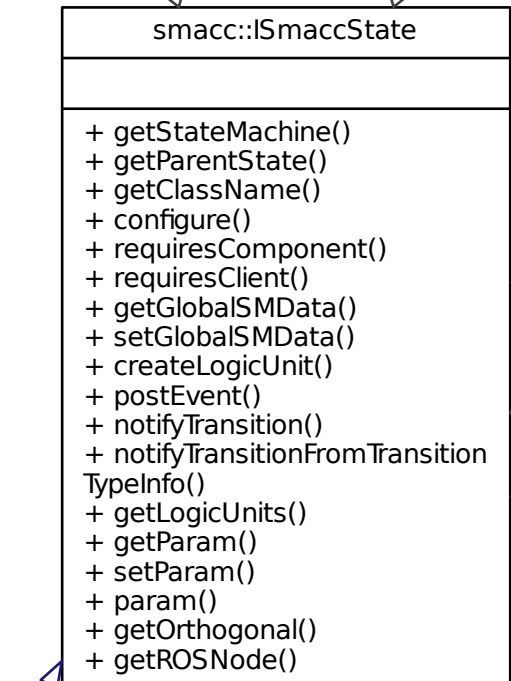 smacc::ISmaccState
+ getStateMachine()
+ getParentState()
+ getClassName()
+ configure()
+ requiresComponent()
+ requiresClient()
+ getGlobalSMData()
+ setGlobalSMData()
+ createLogicUnit()
+ postEvent()
+ notifyTransition()
+ notifyTransitionFromTransition
TypeInfo()
+ getLogicUnits()
+ getParam()
+ setParam()
+ param()
+ getOrthogonal()
+ getROSNode()